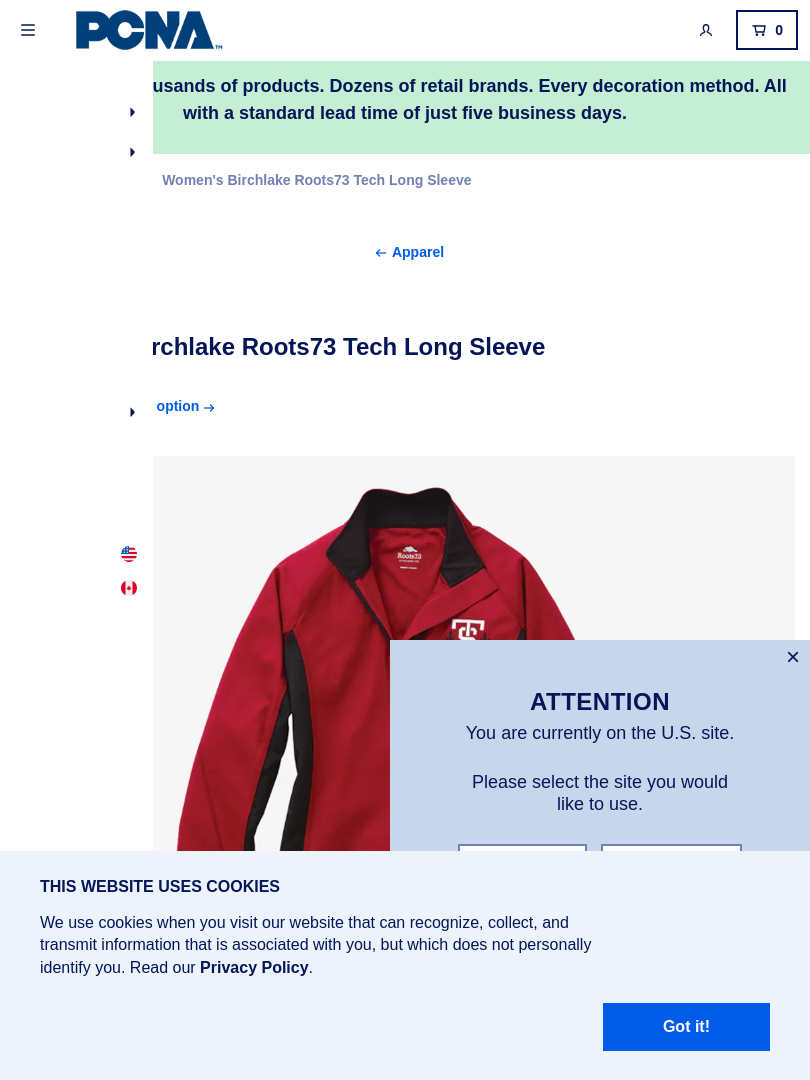 PCNA™
0
usands of products. Dozens of retail brands. Every decoration method. All
with a standard lead time of just five business days.
Women's Birchlake Roots73 Tech Long Sleeve
← Apparel
rchlake Roots73 Tech Long Sleeve
option →
Roots73
ATTENTION
You are currently on the U.S. site.
Please select the site you would
like to use.
THIS WEBSITE USES COOKIES
We use cookies when you visit our website that can recognize, collect, and
transmit information that is associated with you, but which does not personally
identify you. Read our Privacy Policy.
Got it!